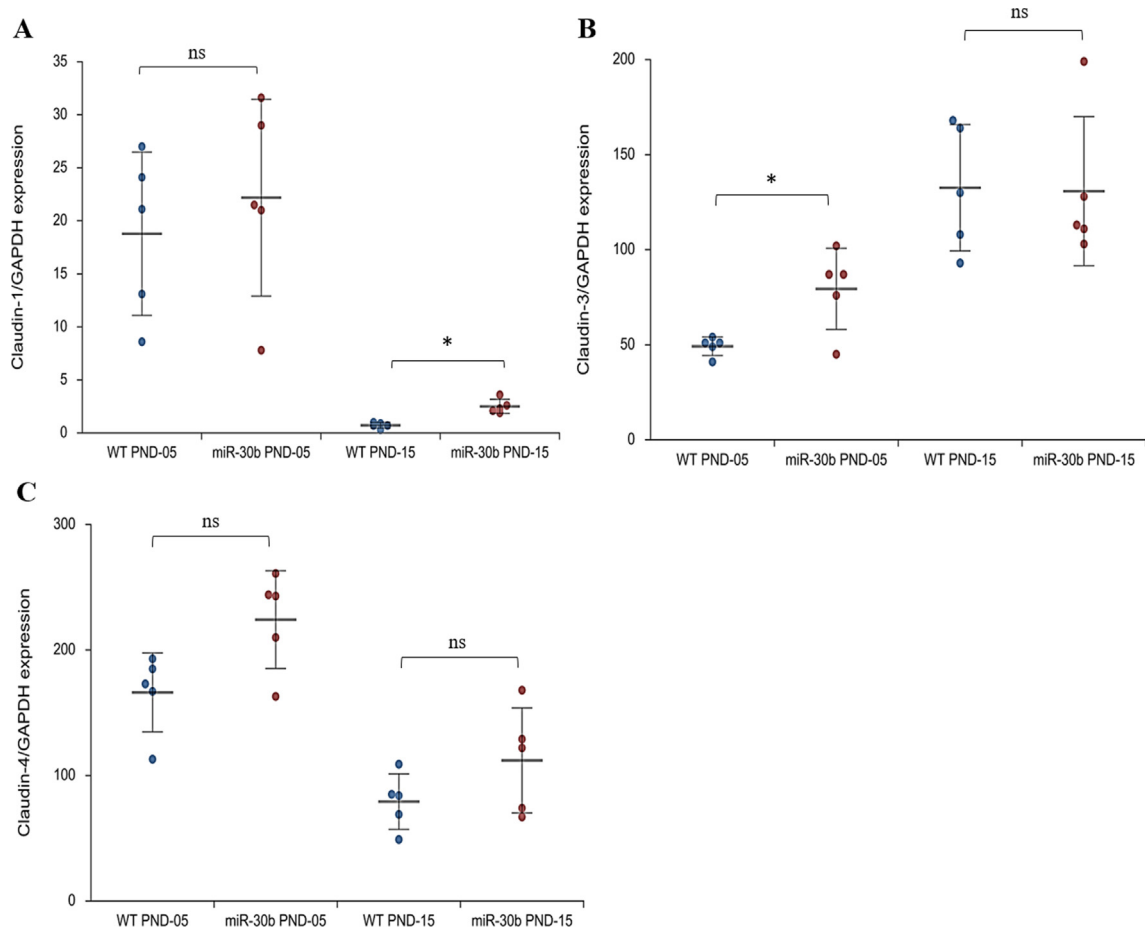 A
ns
35
30
25
20
15
10
5
0
Claudin-1/GAPDH expression
*
WT PND-05 miR-30b PND-05 WT PND-15 miR-30b PND-15
B
ns
200
150
100
50
0
Claudin-3/GAPDH expression
*
WT PND-05 miR-30b PND-05 WT PND-15 miR-30b PND-15
C
ns
300
200
100
0
Claudin-4/GAPDH expression
ns
WT PND-05 miR-30b PND-05 WT PND-15 miR-30b PND-15